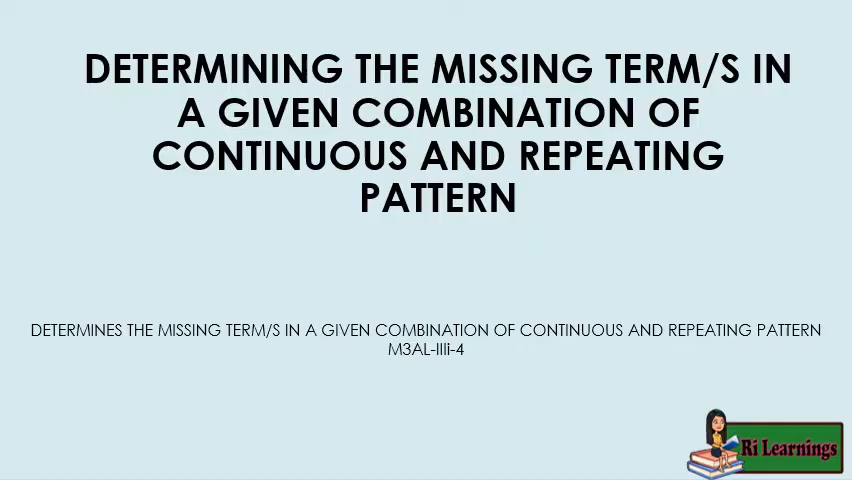 DETERMINING THE MISSING TERM/S IN
A GIVEN COMBINATION OF
CONTINUOUS AND REPEATING
PATTERN
DETERMINES THE MISSING TERM/S IN A GIVEN COMBINATION OF CONTINUOUS AND REPEATING PATTERN
M3AL-IIIi-4
Ri Learnings